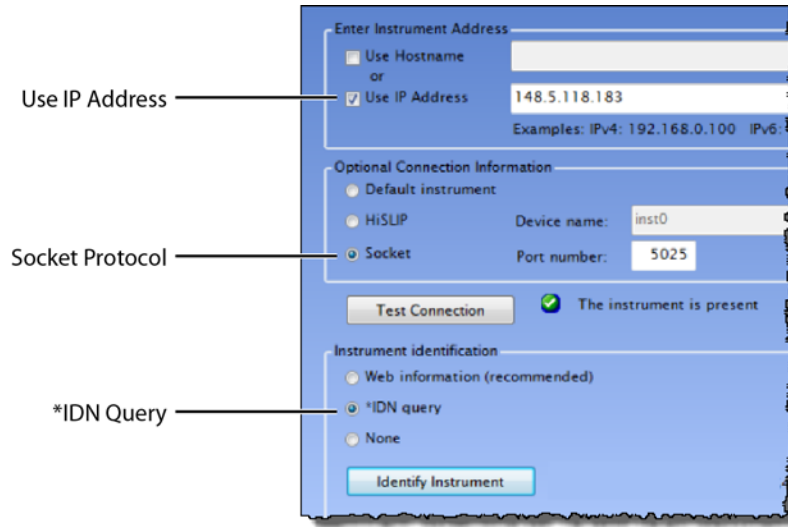 Enter Instrument Address
Use Hostname
or
Use IP Address
Use IP Address 148.5.118.183
Examples: IPv4: 192.168.0.100 IPv6:
Optional Connection Information
Default instrument
HiSLIP Device name: inst0
Socket Protocol
Socket Port number: 5025
Test Connection The instrument is present
Instrument identification
Web information (recommended)
*IDN Query
*IDN query
None
Identify Instrument